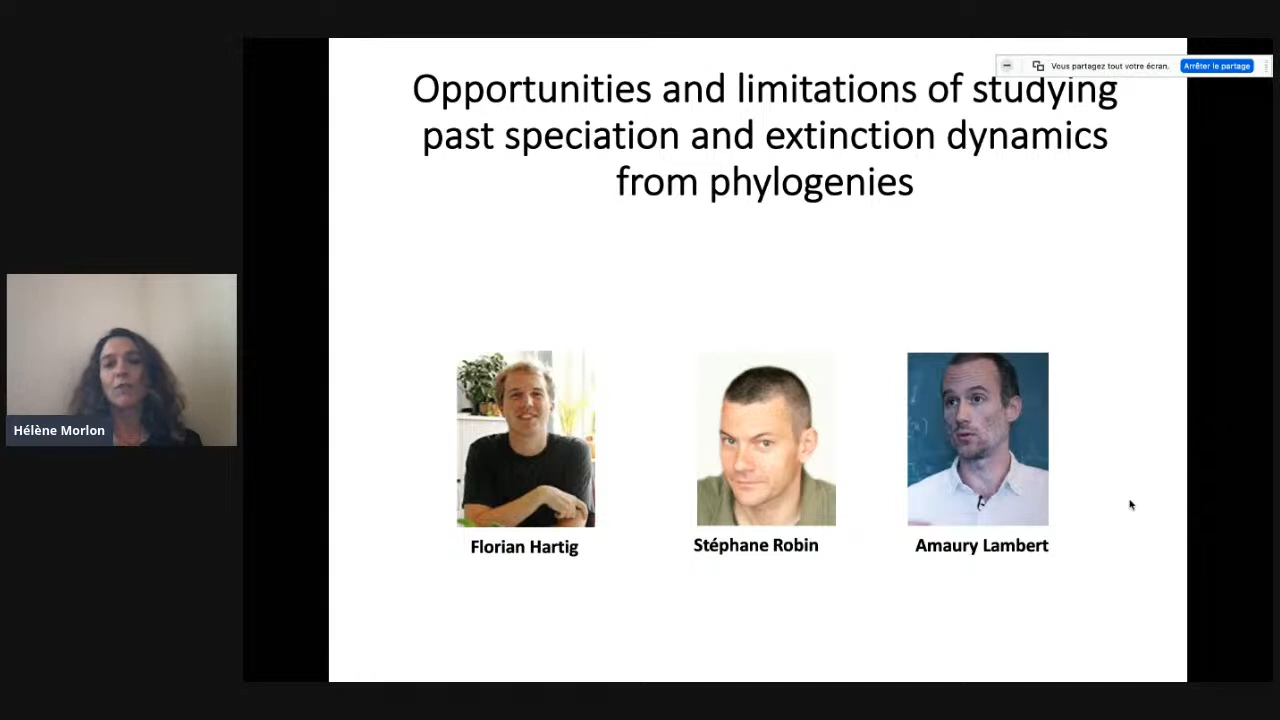 Opportunities and limitations of studying
past speciation and extinction dynamics
from phylogenies
Vous partagez tout votre écran.
Arrêter le partage
Hélène Morlon
Florian Hartig
Stéphane Robin
Amaury Lambert